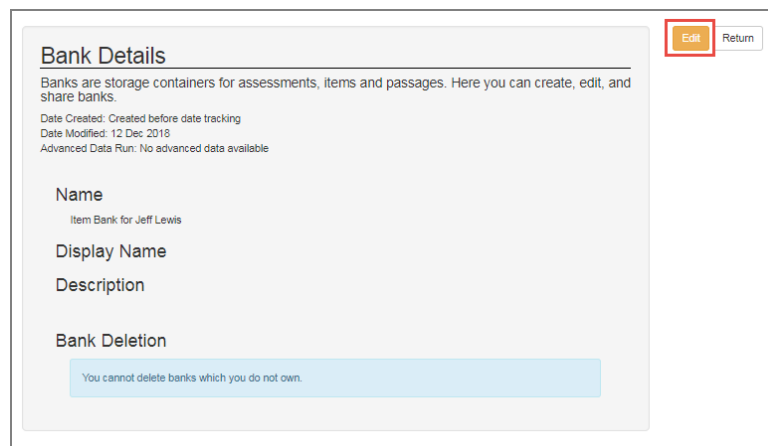 Bank Details
Edit
Return
Banks are storage containers for assessments, items and passages. Here you can create, edit, and
share banks.
Date Created: Created before date tracking
Date Modified: 12 Dec 2018
Advanced Data Run: No advanced data available
Name
Item Bank for Jeff Lewis
Display Name
Description
Bank Deletion
You cannot delete banks which you do not own.